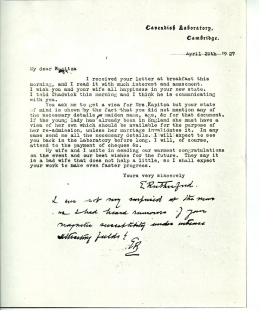 Cavendish Laboratory,
Cambridge.
April 25th 1927
My dear Kapitza
I received your letter at breakfast this
morning, and I read it with much interest and amusement.
I wish you and your wife all happiness in your new state.
I told Chadwick this morning and I think he is communicating
with you.
You ask me to get a visa for Mrs Kapitza but your state
of mind is shown by the fact that you did not mention any of
the necessary details, maiden name, age, &c for that document.
If the young lady has already been in England she must have a
visa of her own which should be available for the purpose of
her re-admission, unless her marriage invalidates it. In any
case send me all the necessary details. I will expect to see
you back in the laboratory before long. I will, of course,
attend to the payment of cheques &c.
My wife and I unite in sending our warmest congratulations
on the event and our best wishes for the future. They say it
is a bad wife that does not help a little, so I shall expect
your work to make even faster progress.
Yours very sincerely
E Rutherford
I am not very surprised at the news
as I had heard rumours of your
magnetic susceptibility under intense
attracting fields!
ER